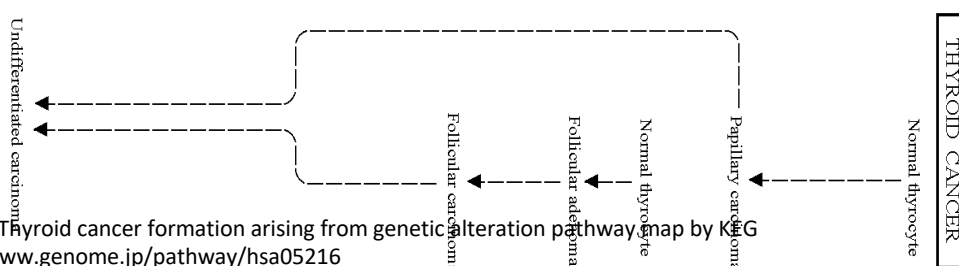 THYROID CANCER
Normal thyrocyte
Papillary carcinoma
Normal thyrocyte
Follicular adenoma
Follicular carcinoma
Undifferentiated carcinoma
Thyroid cancer formation arising from genetic alteration pathway map by KEG
ww.genome.jp/pathway/hsa05216